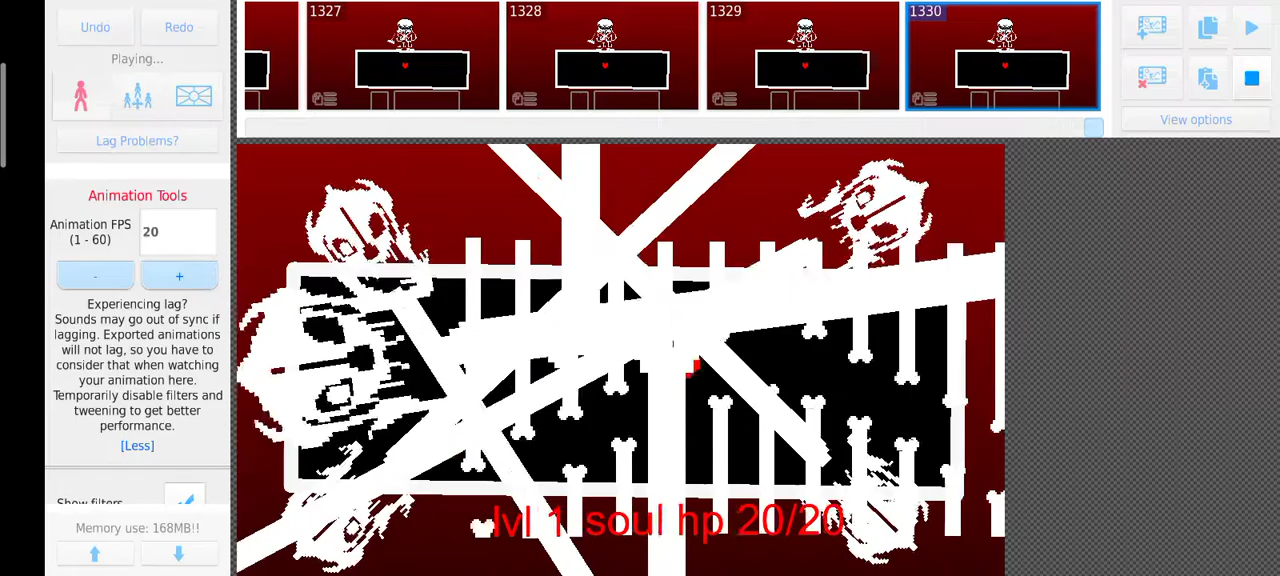 Undo
Redo
Playing...
Lag Problems?
Animation Tools
Animation FPS
(1 - 60)
20
-
+
Experiencing lag?
Sounds may go out of sync if
lagging. Exported animations
will not lag, so you have to
consider that when watching
your animation here.
Temporarily disable filters and
tweening to get better
performance.
[Less]
Show filters
Memory use: 168MB!!
1327
1328
1329
1330
View options
lvl 1 soul hp 20/20